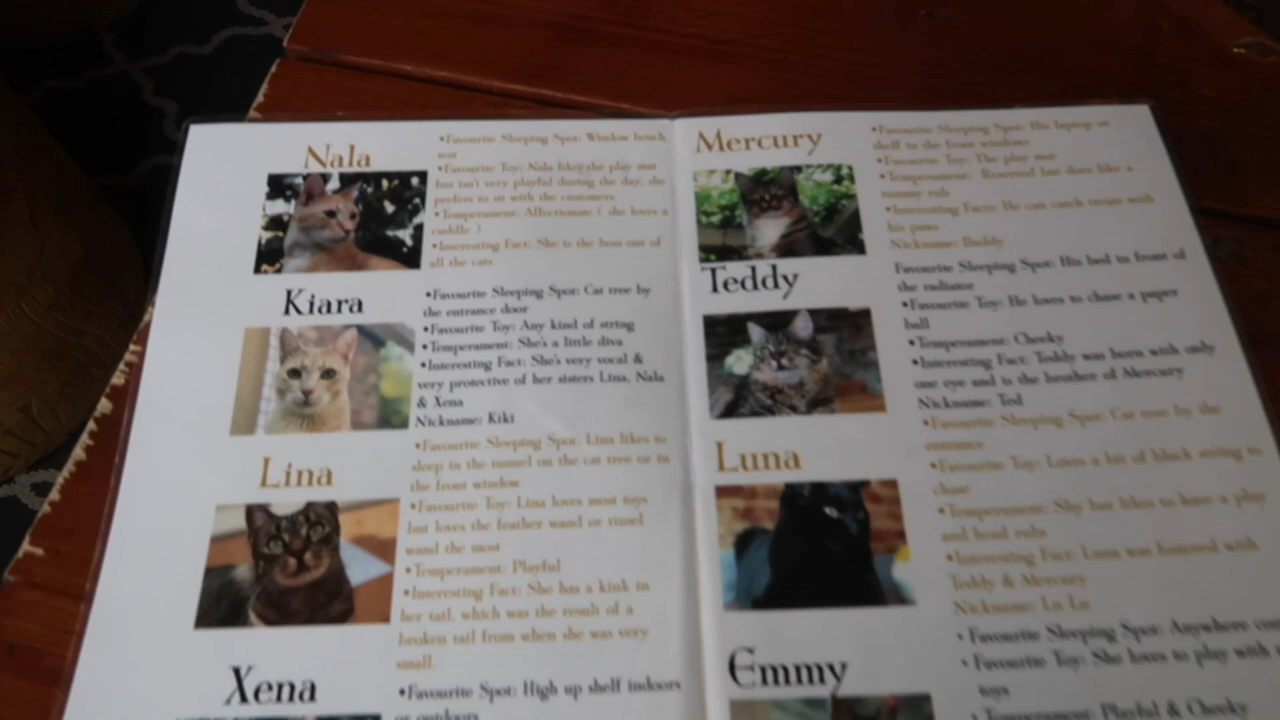 Nala
•Favourite Sleeping Spot: Window bench
seat
•Favourite Toy: Nala likes the play mat
but isn't very playful during the day, she
prefers to sit with the customers
•Temperament: Affectionate ( she loves a
cuddle )
•Interesting Fact: She is the boss out of
all the cats
Kiara
•Favourite Sleeping Spot: Cat tree by
the entrance door
•Favourite Toy: Any kind of string
•Temperament: She's a little diva
•Interesting Fact: She's very vocal &
very protective of her sisters Lina, Nala
& Xena
Nickname: Kiki
Lina
•Favourite Sleeping Spot: Lina likes to
sleep in the tunnel on the cat tree or in
the front window
•Favourite Toy: Lina loves most toys
but loves the feather wand or tinsel
wand the most
•Temperament: Playful
•Interesting Fact: She has a kink in
her tail, which was the result of a
broken tail from when she was very
small.
Xena
•Favourite Spot: High up shelf indoors
or outdoors
Mercury
•Favourite Sleeping Spot: His laptop or
shelf in the front windows
•Favourite Toy: The play mat
•Temperament: Reserved but does like a
tummy rub
•Interesting Facts: He can catch treats with
his paws
Nickname: Buddy
Teddy
Favourite Sleeping Spot: His bed in front of
the radiator
•Favourite Toy: He loves to chase a paper
ball
•Temperament: Cheeky
•Interesting Fact: Teddy was born with only
one eye and is the brother of Mercury
Nickname: Ted
Luna
•Favourite Sleeping Spot: Cat tree by the
entrance
•Favourite Toy: Loves a bit of black string to
chase
•Temperament: Shy but likes to have a play
and head rubs
•Interesting Fact: Luna was fostered with
Teddy & Mercury
Nickname: Lu Lu
Emmy
• Favourite Sleeping Spot: Anywhere
• Favourite Toy: She loves to play with
toys
• Temperament: Playful & Cheeky